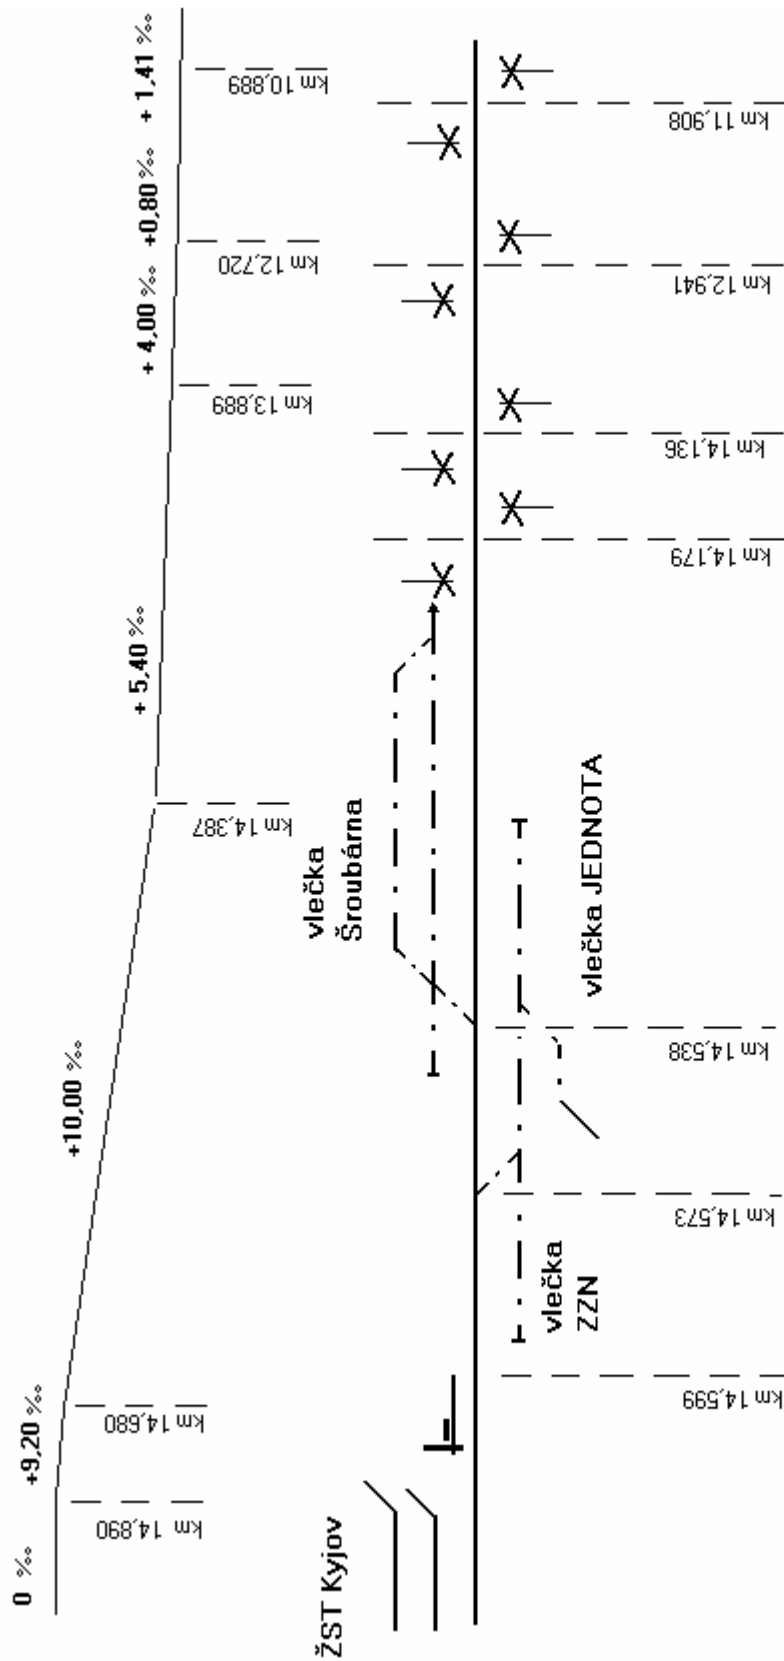 0 ‰
+9,20 ‰
+10,00 ‰
+ 5,40 ‰
+ 4,00 ‰
+0,80 ‰
+ 1,41 ‰
km 14,890
km 14,680
km 14,387
km 13,889
km 12,720
km 10,889
ŽST Kyjov
vlečka
Šroubárna
vlečka
ZZN
vlečka JEDNOTA
km 14,599
km 14,573
km 14,538
km 14,179
km 14,136
km 12,941
km 11,908